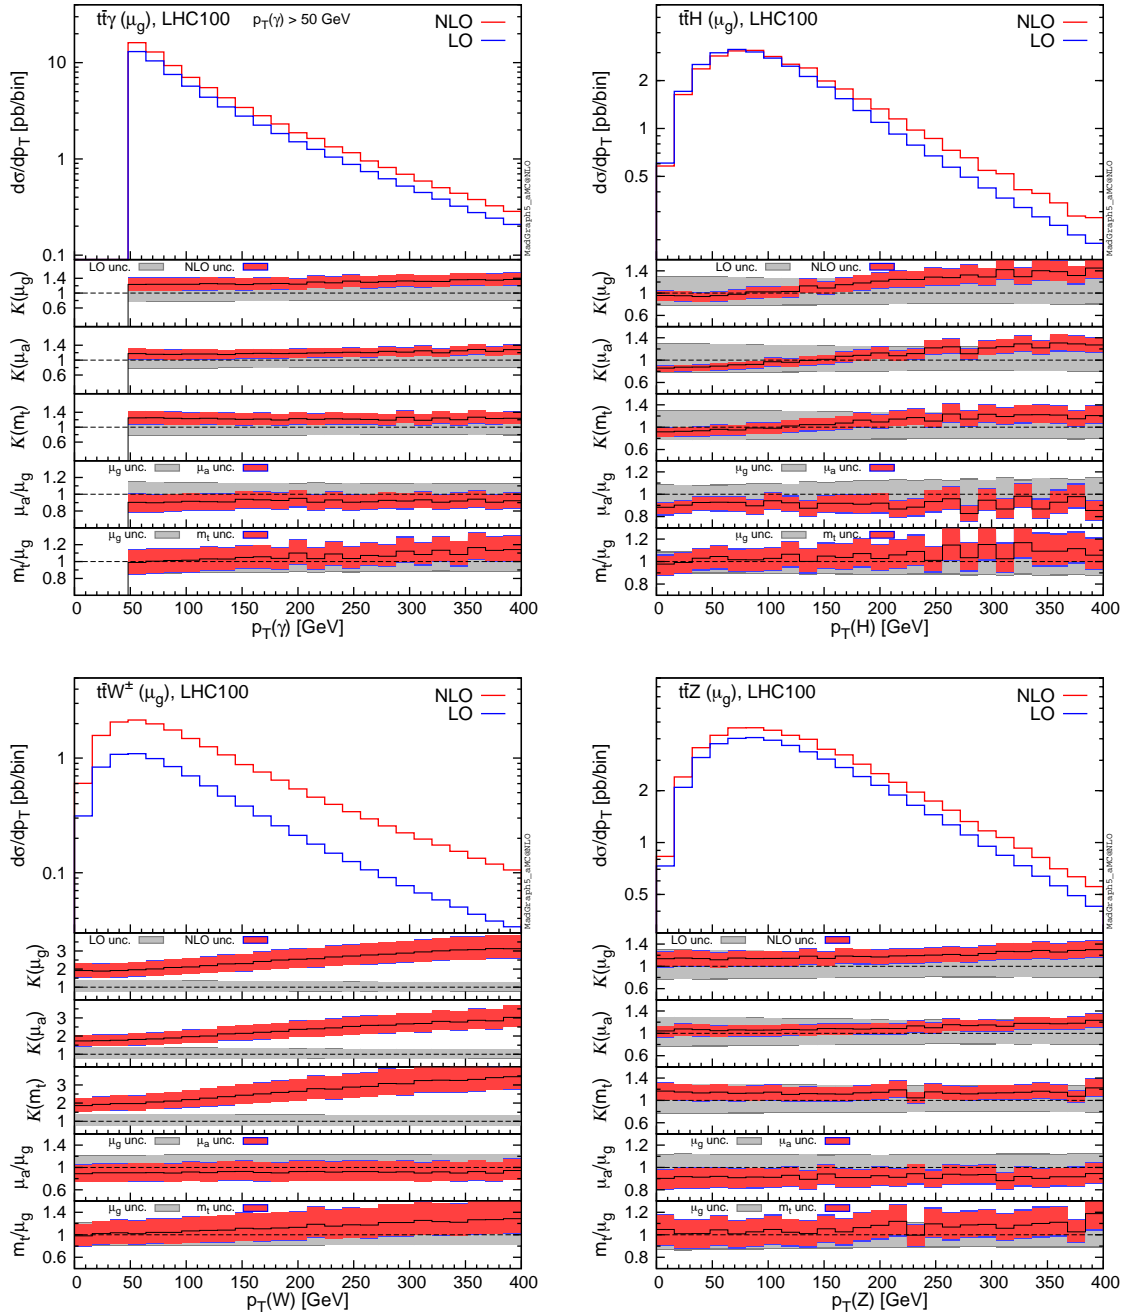 tt̄γ (μg), LHC100 pT(γ) > 50 GeV
NLO
LO
dσ/dpT [pb/bin]
10
1
0.1
MadGraph5_aMC@NLO
LO unc. NLO unc.
K(μg)
1.4
1
0.6
K(μa)
1.4
1
0.6
K(mt)
1.4
1
0.6
μg unc. μa unc.
μa/μg
1.2
1
0.8
μg unc. mt unc.
mt/μg
1.2
1
0.8
0 50 100 150 200 250 300 350 400
pT(γ) [GeV]
tt̄H (μg), LHC100
NLO
LO
dσ/dpT [pb/bin]
2
1
0.5
MadGraph5_aMC@NLO
LO unc. NLO unc.
K(μg)
1.4
1
0.6
K(μa)
1.4
1
0.6
K(mt)
1.4
1
0.6
μg unc. μa unc.
μa/μg
1.2
1
0.8
μg unc. mt unc.
mt/μg
1.2
1
0.8
0 50 100 150 200 250 300 350 400
pT(H) [GeV]
tt̄W± (μg), LHC100
NLO
LO
dσ/dpT [pb/bin]
1
0.1
MadGraph5_aMC@NLO
LO unc. NLO unc.
K(μg)
3
2
1
K(μa)
3
2
1
K(mt)
3
2
1
μg unc. μa unc.
μa/μg
1.4
1
0.6
μg unc. mt unc.
mt/μg
1.4
1
0.6
0 50 100 150 200 250 300 350 400
pT(W) [GeV]
tt̄Z (μg), LHC100
NLO
LO
dσ/dpT [pb/bin]
2
1
0.5
MadGraph5_aMC@NLO
LO unc. NLO unc.
K(μg)
1.4
1
0.6
K(μa)
1.4
1
0.6
K(mt)
1.4
1
0.6
μg unc. μa unc.
μa/μg
1.2
1
0.8
μg unc. mt unc.
mt/μg
1.2
1
0.8
0 50 100 150 200 250 300 350 400
pT(Z) [GeV]